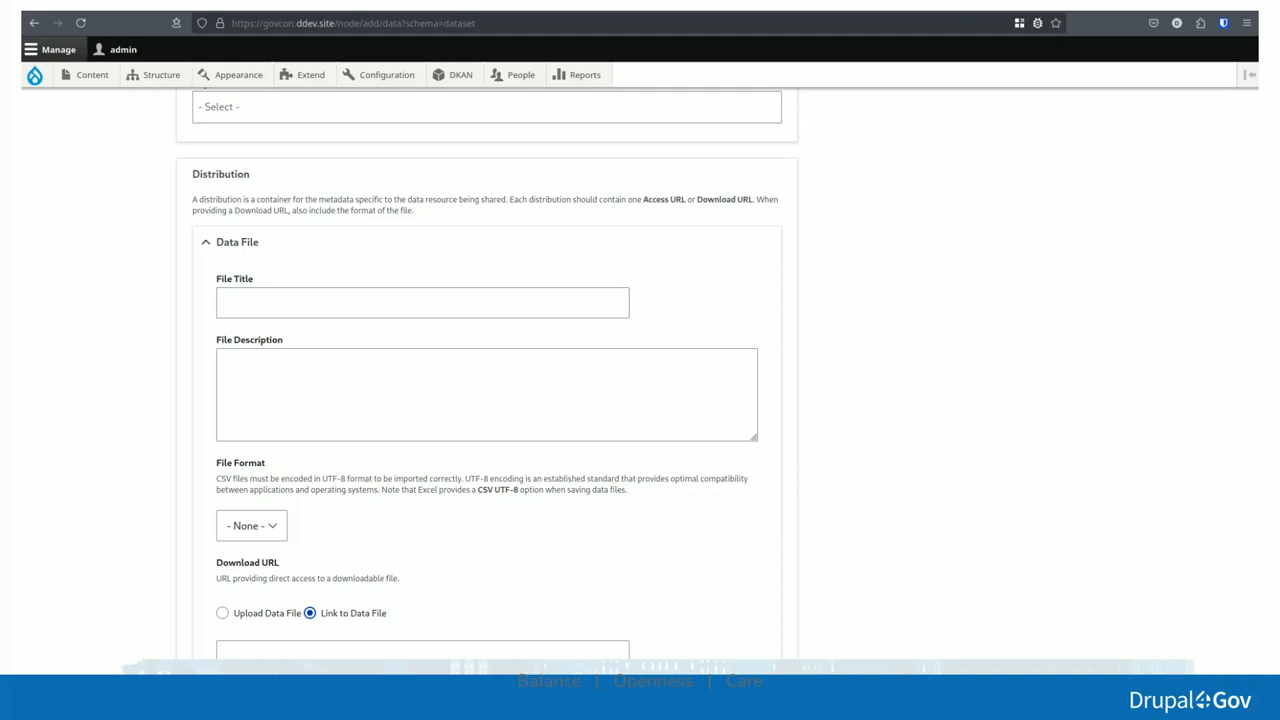 https://govcon.ddev.site/node/add/data?schema=dataset
Manage admin
Content Structure Appearance Extend Configuration DKAN People Reports
- Select -
Distribution
A distribution is a container for the metadata specific to the data resource being shared. Each distribution should contain one Access URL or Download URL. When
providing a Download URL, also include the format of the file.
Data File
File Title
File Description
File Format
CSV files must be encoded in UTF-8 format to be imported correctly. UTF-8 encoding is an established standard that provides optimal compatibility
between applications and operating systems. Note that Excel provides a CSV UTF-8 option when saving data files.
- None -
Download URL
URL providing direct access to a downloadable file.
Upload Data File Link to Data File
Balance | Openness | Care
Drupal4Gov